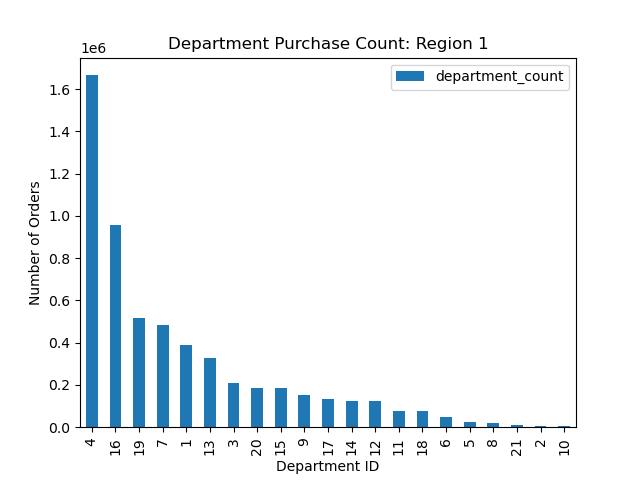 Department Purchase Count: Region 1
1e6
department_count
1.6
1.4
1.2
1.0
0.8
0.6
0.4
0.2
0.0
Number of Orders
4 16 19 7 1 13 3 20 15 9 17 14 12 11 18 6 5 8 21 2 10
Department ID